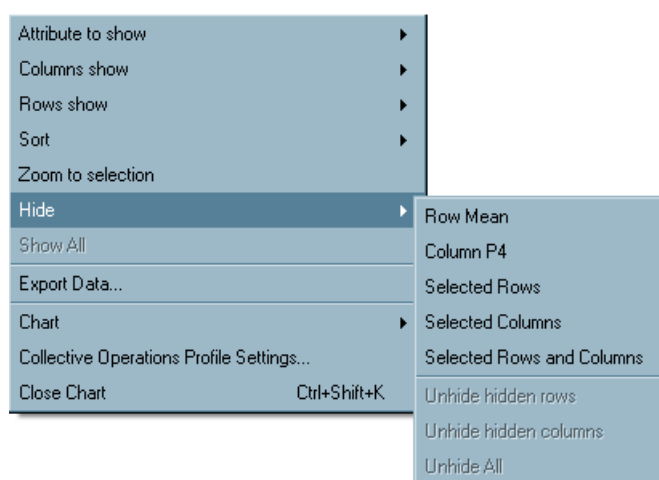 Attribute to show
Columns show
Rows show
Sort
Zoom to selection
Hide
Show All
Export Data...
Chart
Collective Operations Profile Settings...
Close Chart Ctrl+Shift+K
Row Mean
Column P4
Selected Rows
Selected Columns
Selected Rows and Columns
Unhide hidden rows
Unhide hidden columns
Unhide All